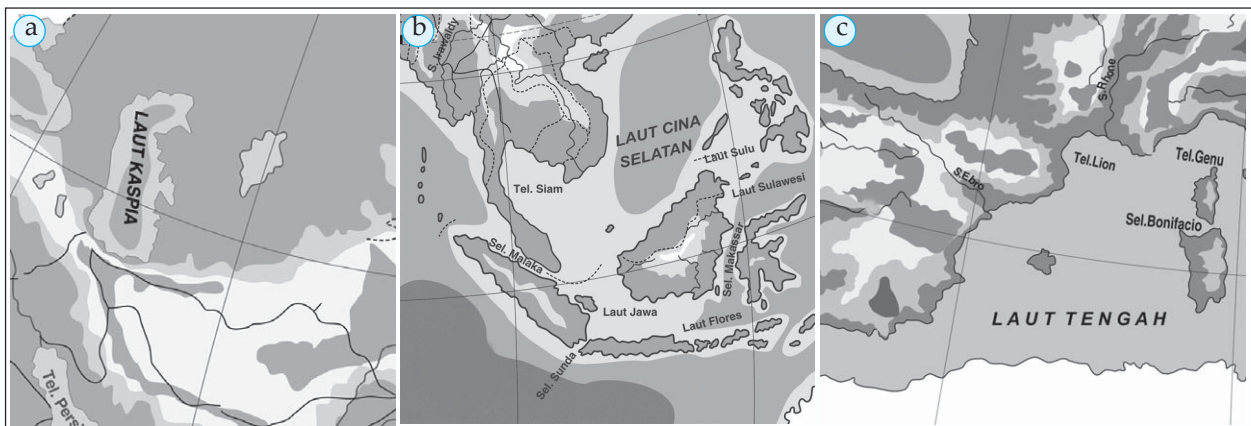 a
LAUT KASPIA
Tel. Persi
b
S. Irawaldy
LAUT CINA
SELATAN
Laut Sulu
Tel. Siam
Laut Sulawesi
Sel. Malaka
Sel. Makassar
Laut Jawa
Laut Flores
Sel. Sunda
c
S. Rhone
Tel.Lion
Tel.Genu
S.Ebro
Sel.Bonifacio
LAUT TENGAH